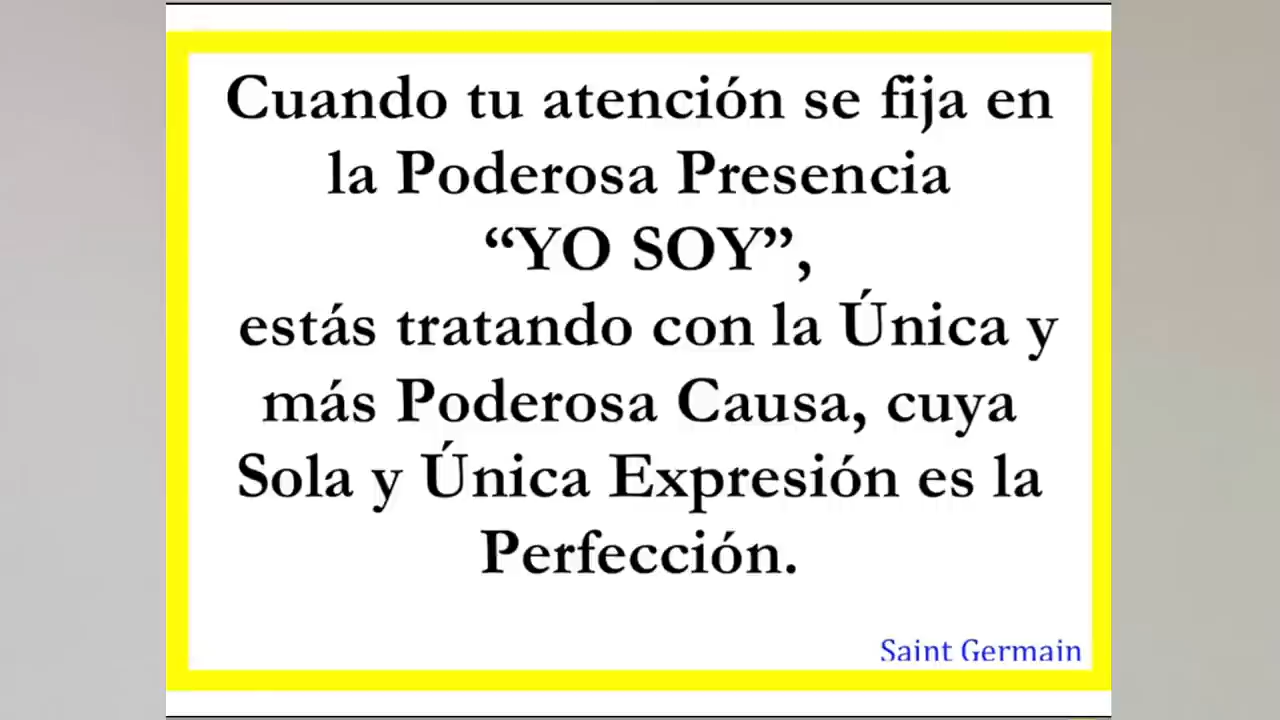 Cuando tu atención se fija en
la Poderosa Presencia
“YO SOY”,
estás tratando con la Única y
más Poderosa Causa, cuya
Sola y Única Expresión es la
Perfección.
Saint Germain